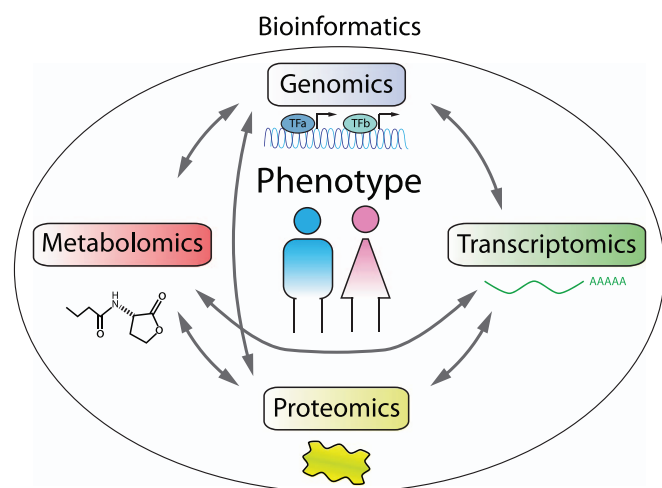 Bioinformatics
Genomics
TFa
TFb
Phenotype
Metabolomics
Transcriptomics
AAAAA
H
N
O
O
O
Proteomics